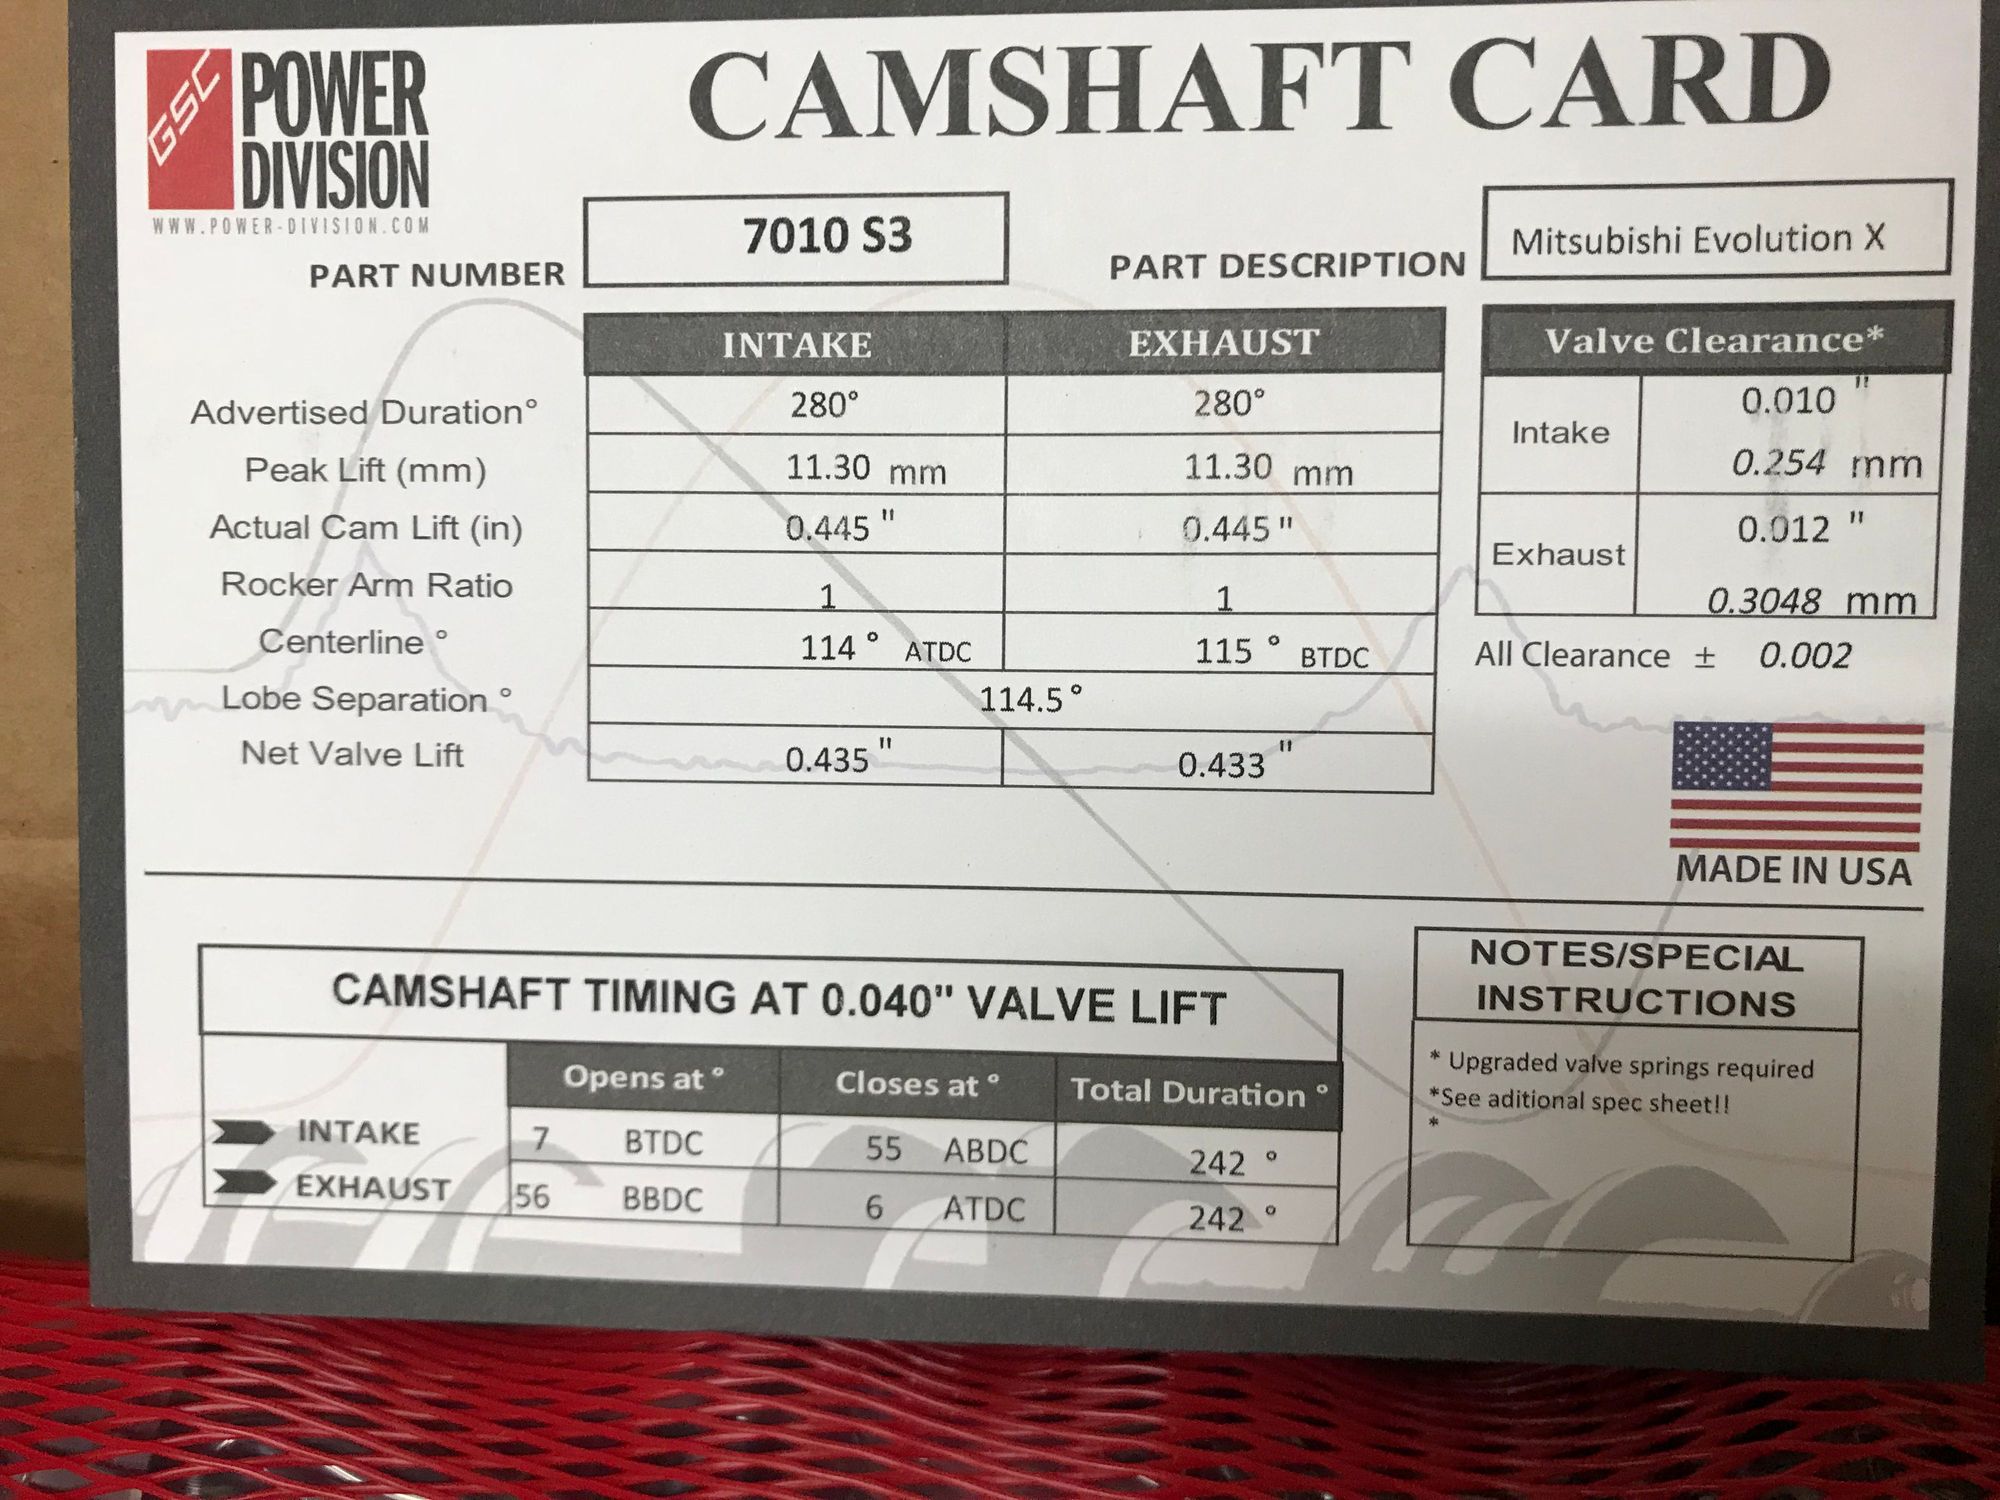 GSC POWER DIVISION
WWW.POWER-DIVISION.COM
CAMSHAFT CARD
PART NUMBER 7010 S3
PART DESCRIPTION Mitsubishi Evolution X
INTAKE EXHAUST
Advertised Duration° 280° 280°
Peak Lift (mm) 11.30 mm 11.30 mm
Actual Cam Lift (in) 0.445 " 0.445 "
Rocker Arm Ratio 1 1
Centerline ° 114 ° ATDC 115 ° BTDC
Lobe Separation ° 114.5 °
Net Valve Lift 0.435 " 0.433 "
Valve Clearance*
Intake 0.010 "
0.254 mm
Exhaust 0.012 "
0.3048 mm
All Clearance ± 0.002
MADE IN USA
CAMSHAFT TIMING AT 0.040" VALVE LIFT
Opens at ° Closes at ° Total Duration °
INTAKE 7 BTDC 55 ABDC 242 °
EXHAUST 56 BBDC 6 ATDC 242 °
NOTES/SPECIAL
INSTRUCTIONS
* Upgraded valve springs required
*See aditional spec sheet!!
*